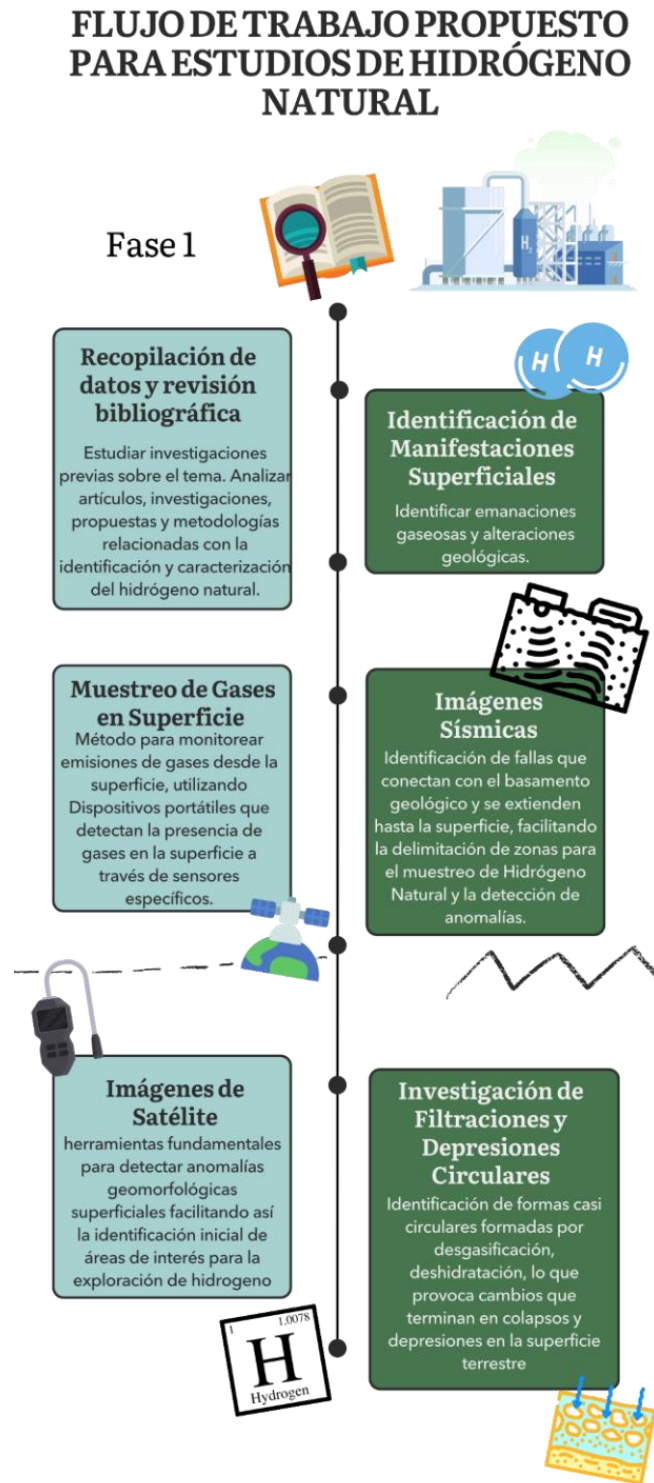 FLUJO DE TRABAJO PROPUESTO
PARA ESTUDIOS DE HIDRÓGENO
NATURAL
Fase 1
H₂
Recopilación de
datos y revisión
bibliográfica
Estudiar investigaciones
previas sobre el tema. Analizar
artículos, investigaciones,
propuestas y metodologías
relacionadas con la
identificación y caracterización
del hidrógeno natural.
H H
Identificación de
Manifestaciones
Superficiales
Identificar emanaciones
gaseosas y alteraciones
geológicas.
Muestreo de Gases
en Superficie
Método para monitorear
emisiones de gases desde la
superficie, utilizando
Dispositivos portátiles que
detectan la presencia de
gases en la superficie a
través de sensores
específicos.
Imágenes
Sísmicas
Identificación de fallas que
conectan con el basamento
geológico y se extienden
hasta la superficie, facilitando
la delimitación de zonas para
el muestreo de Hidrógeno
Natural y la detección de
anomalías.
Imágenes de
Satélite
herramientas fundamentales
para detectar anomalías
geomorfológicas
superficiales facilitando así
la identificación inicial de
áreas de interés para la
exploración de hidrogeno
Investigación de
Filtraciones y
Depresiones
Circulares
Identificación de formas casi
circulares formadas por
desgasificación,
deshidratación, lo que
provoca cambios que
terminan en colapsos y
depresiones en la superficie
terrestre
1 1.0078
H
Hydrogen